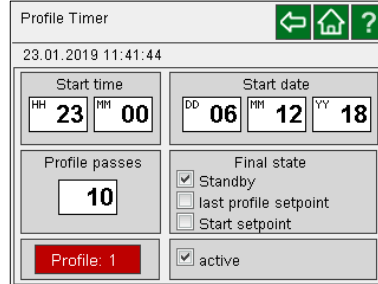 Profile Timer
?
23.01.2019 11:41:44
Start time
HH 23 MM 00
Start date
DD 06 MM 12 YY 18
Profile passes
10
Final state
Standby
last profile setpoint
Start setpoint
Profile: 1
active